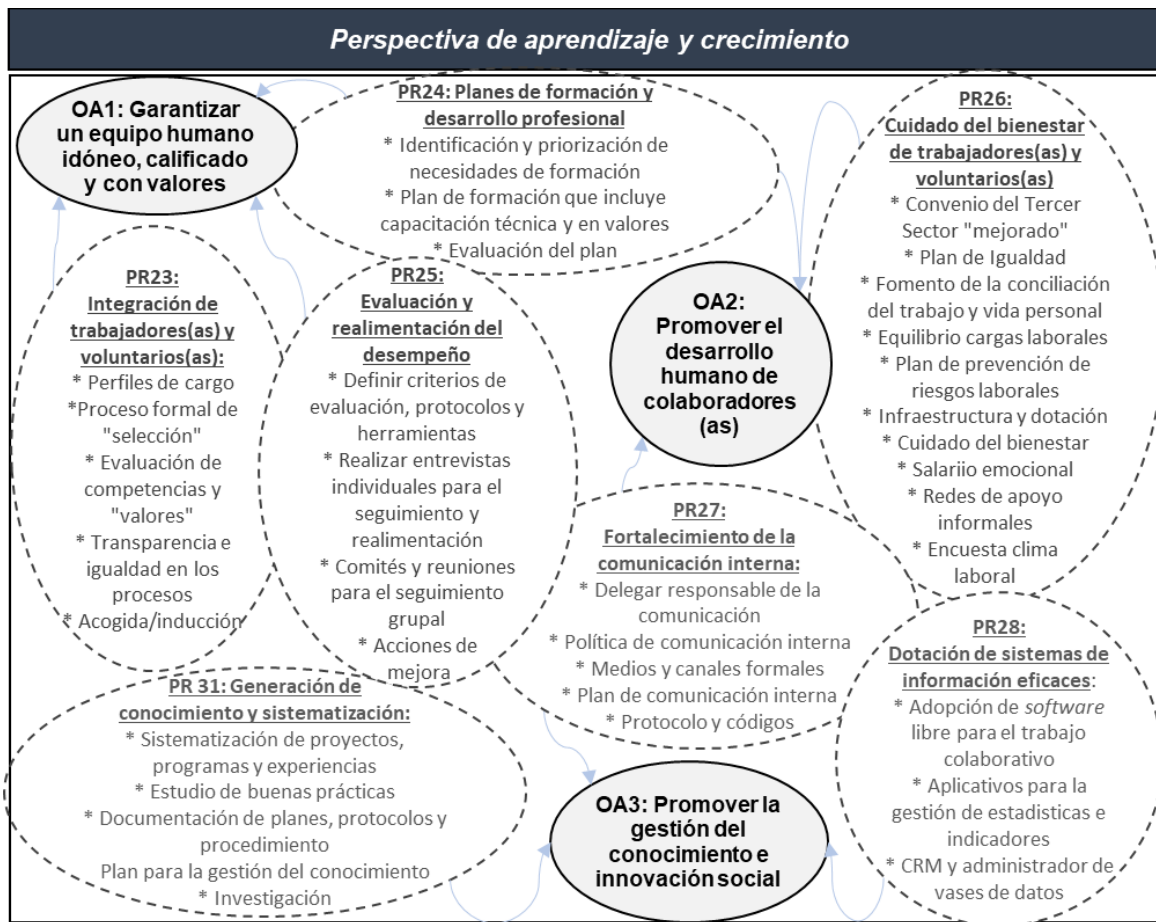 Perspectiva de aprendizaje y crecimiento
OA1: Garantizar
un equipo humano
idóneo, calificado
y con valores
PR24: Planes de formación y
desarrollo profesional
* Identificación y priorización de
necesidades de formación
* Plan de formación que incluye
capacitación técnica y en valores
* Evaluación del plan
PR26:
Cuidado del bienestar
de trabajadores(as) y
voluntarios(as)
* Convenio del Tercer
Sector "mejorado"
* Plan de Igualdad
* Fomento de la conciliación
del trabajo y vida personal
* Equilibrio cargas laborales
* Plan de prevención de
riesgos laborales
* Infraestructura y dotación
* Cuidado del bienestar
* Salariio emocional
* Redes de apoyo
informales
* Encuesta clima
laboral
PR23:
Integración de
trabajadores(as) y
voluntarios(as):
* Perfiles de cargo
*Proceso formal de
"selección"
* Evaluación de
competencias y
"valores"
* Transparencia e
igualdad en los
procesos
* Acogida/inducción
PR25:
Evaluación y
realimentación del
desempeño
* Definir criterios de
evaluación, protocolos y
herramientas
* Realizar entrevistas
individuales para el
seguimiento y
realimentación
* Comités y reuniones
para el seguimiento
grupal
* Acciones de
mejora
OA2:
Promover el
desarrollo
humano de
colaboradores
(as)
PR27:
Fortalecimiento de la
comunicación interna:
* Delegar responsable de la
comunicación
* Política de comunicación interna
* Medios y canales formales
* Plan de comunicación interna
* Protocolo y códigos
PR28:
Dotación de sistemas de
información eficaces:
* Adopción de software
libre para el trabajo
colaborativo
* Aplicativos para la
gestión de estadisticas e
indicadores
* CRM y administrador de
vases de datos
PR 31: Generación de
conocimiento y sistematización:
* Sistematización de proyectos,
programas y experiencias
* Estudio de buenas prácticas
* Documentación de planes, protocolos y
procedimiento
Plan para la gestión del conocimiento
* Investigación
OA3: Promover la
gestión del
conocimiento e
innovación social